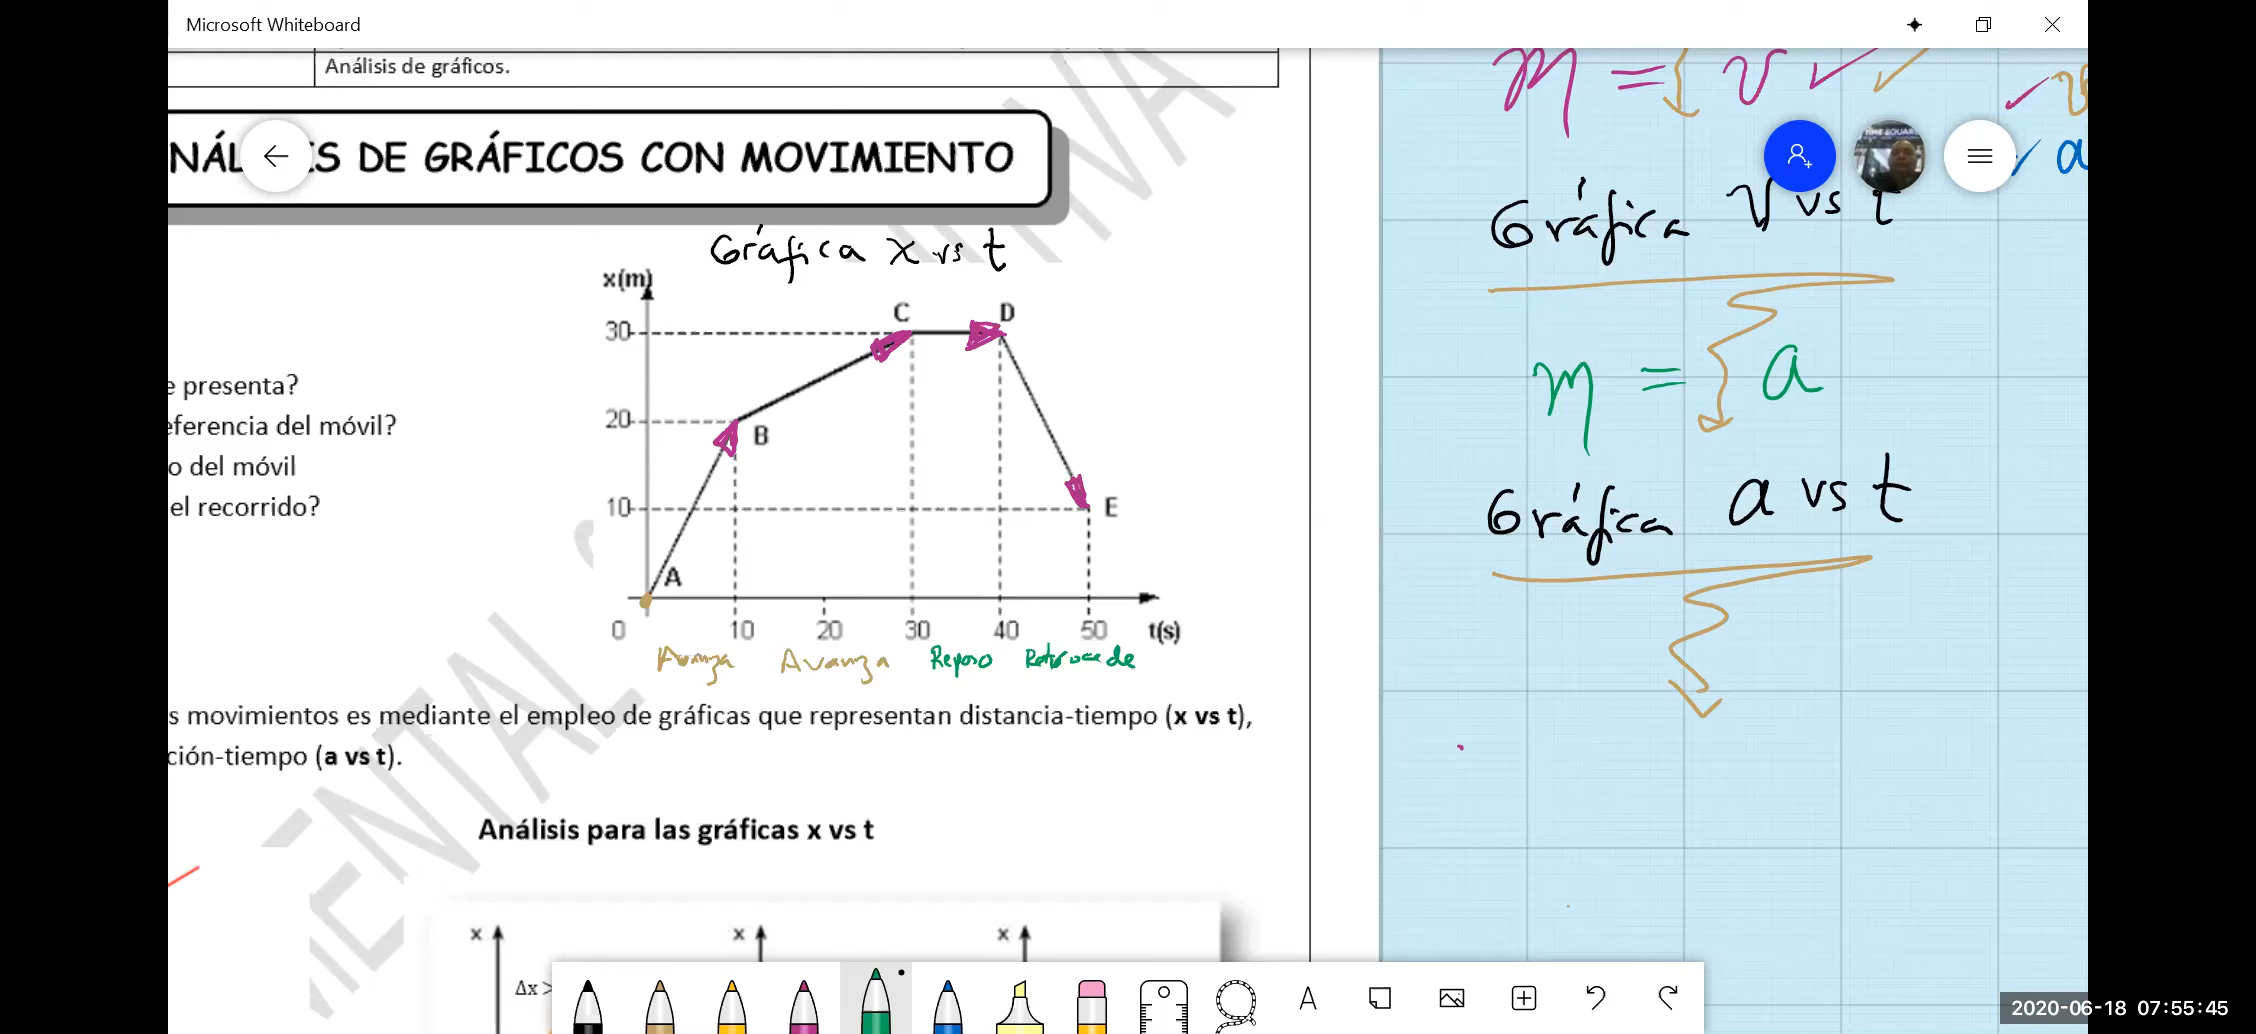 Microsoft Whiteboard
Análisis de gráficos.
NÁL IS DE GRÁFICOS CON MOVIMIENTO
Gráfica x vs t
x(m)
30
C
D
20
B
10
E
A
0 10 20 30 40 50 t(s)
Avanza Avanza Reposo Retrocede
e presenta?
eferencia del móvil?
o del móvil
el recorrido?
s movimientos es mediante el empleo de gráficas que representan distancia-tiempo (x vs t),
ción-tiempo (a vs t).
Análisis para las gráficas x vs t
x x x
Δx >
m = v
a
Gráfica v vs t
m = a
Gráfica a vs t
A
2020-06-18 07:55:45